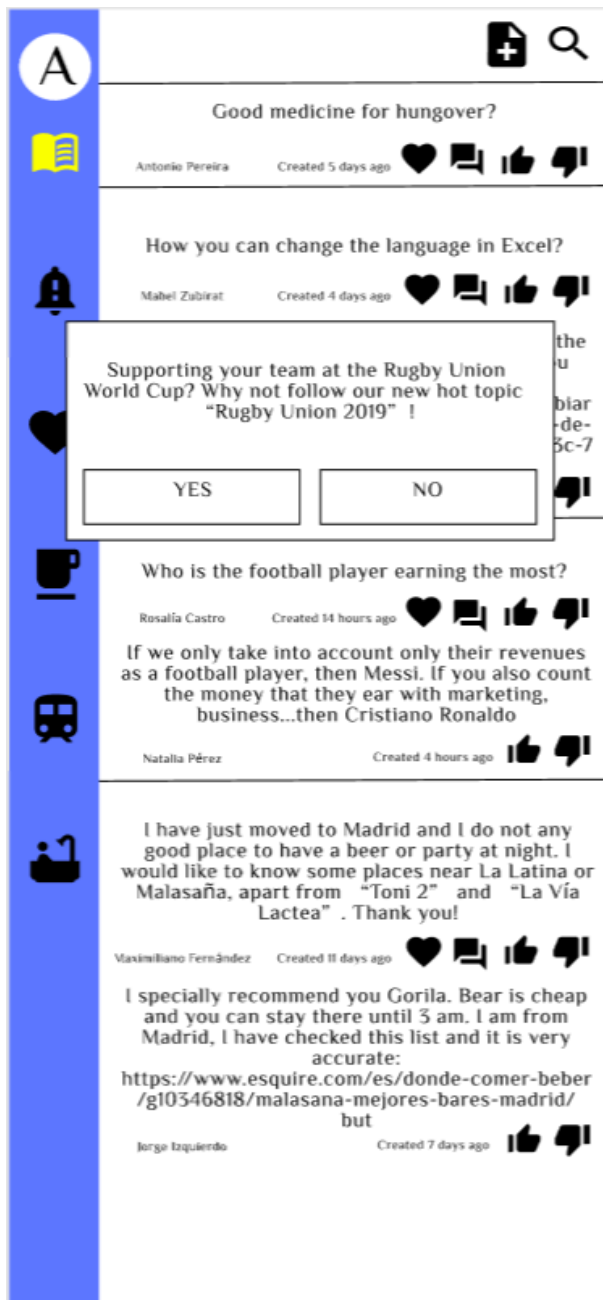 A
Good medicine for hungover?
Antonio Pereira Created 5 days ago
How you can change the language in Excel?
Mabel Zubirat Created 4 days ago
the
u
biar
-de-
3c-7
Supporting your team at the Rugby Union
World Cup? Why not follow our new hot topic
“Rugby Union 2019” !
YES NO
Who is the football player earning the most?
Rosalía Castro Created 14 hours ago
If we only take into account only their revenues
as a football player, then Messi. If you also count
the money that they ear with marketing,
business...then Cristiano Ronaldo
Natalia Pérez Created 4 hours ago
I have just moved to Madrid and I do not any
good place to have a beer or party at night. I
would like to know some places near La Latina or
Malasaña, apart from “Toni 2” and “La Vía
Lactea” . Thank you!
Maximiliano Fernández Created 11 days ago
I specially recommend you Gorila. Bear is cheap
and you can stay there until 3 am. I am from
Madrid, I have checked this list and it is very
accurate:
https://www.esquire.com/es/donde-comer-beber
/g10346818/malasana-mejores-bares-madrid/
but
Jorge Izquierdo Created 7 days ago